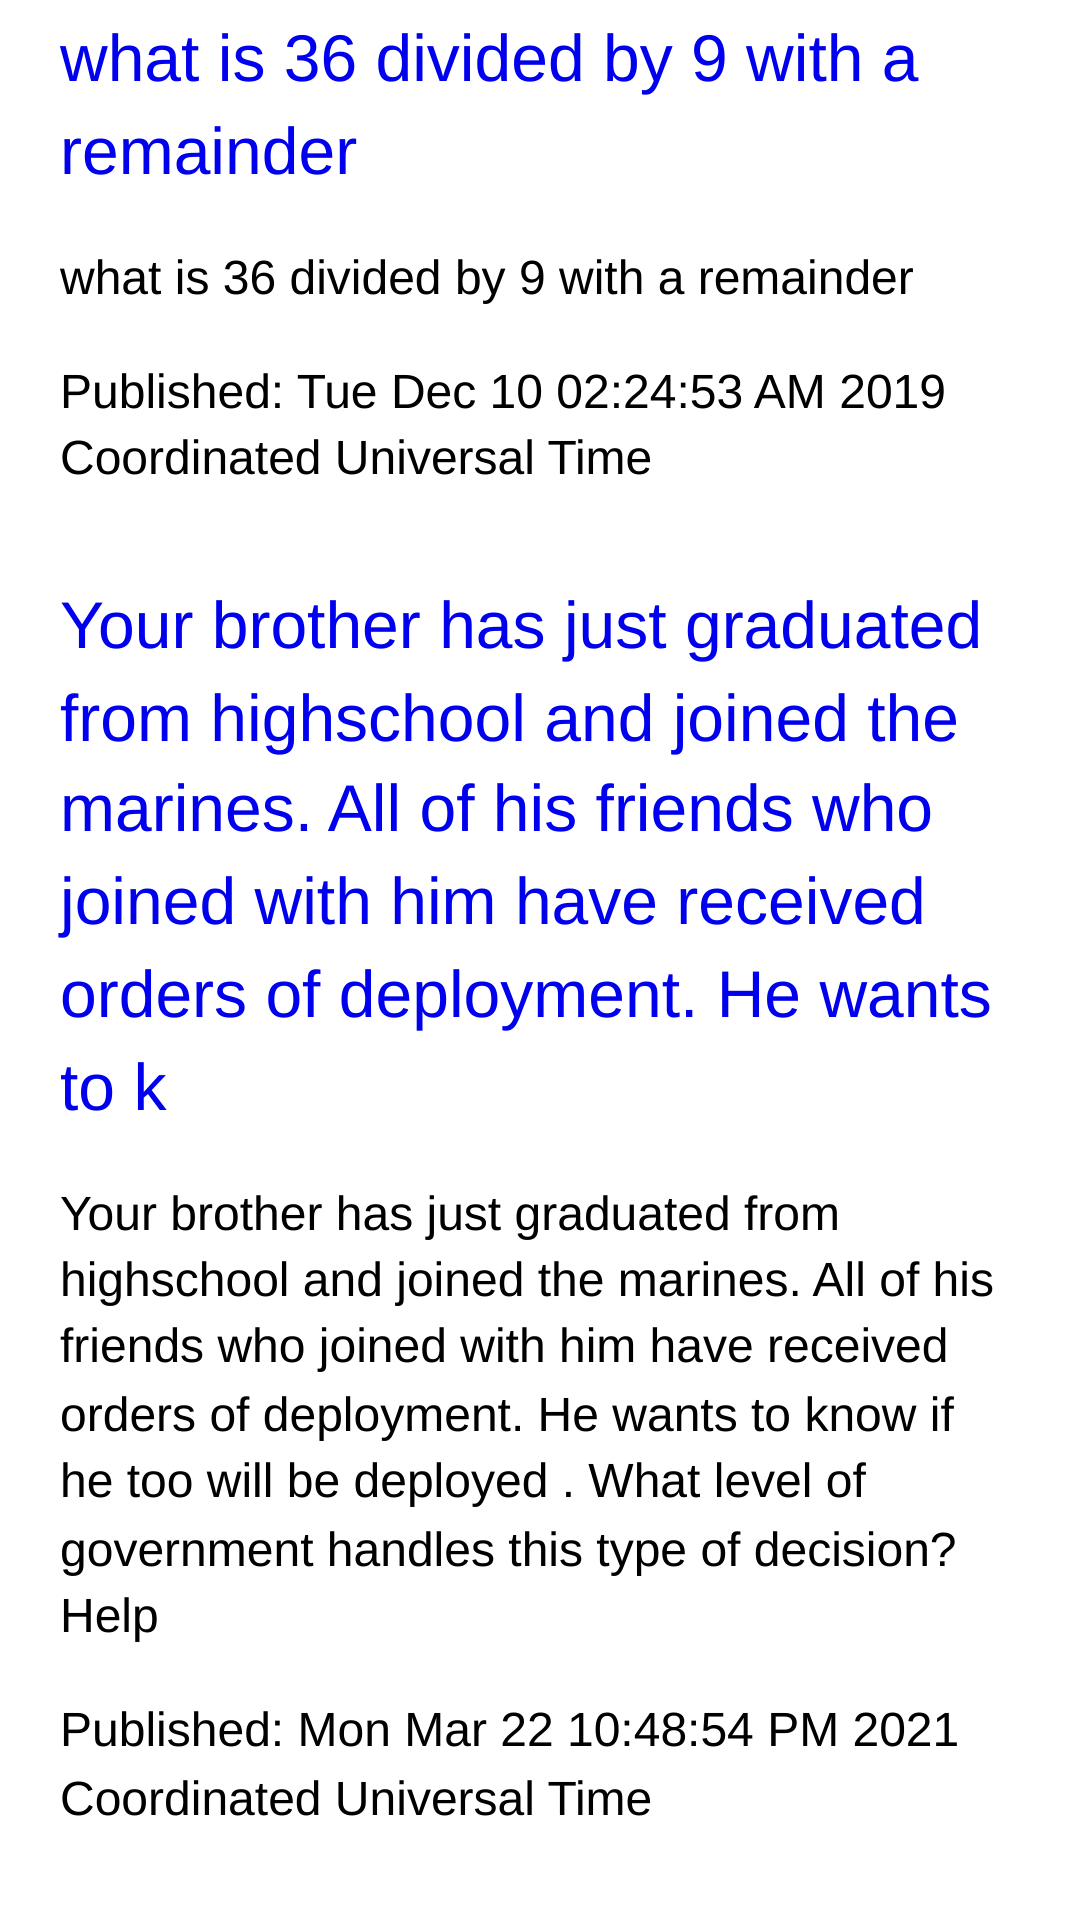 what is 36 divided by 9 with a
remainder
what is 36 divided by 9 with a remainder
Published: Tue Dec 10 02:24:53 AM 2019
Coordinated Universal Time
Your brother has just graduated
from highschool and joined the
marines. All of his friends who
joined with him have received
orders of deployment. He wants
to k
Your brother has just graduated from
highschool and joined the marines. All of his
friends who joined with him have received
orders of deployment. He wants to know if
he too will be deployed . What level of
government handles this type of decision?
Help
Published: Mon Mar 22 10:48:54 PM 2021
Coordinated Universal Time